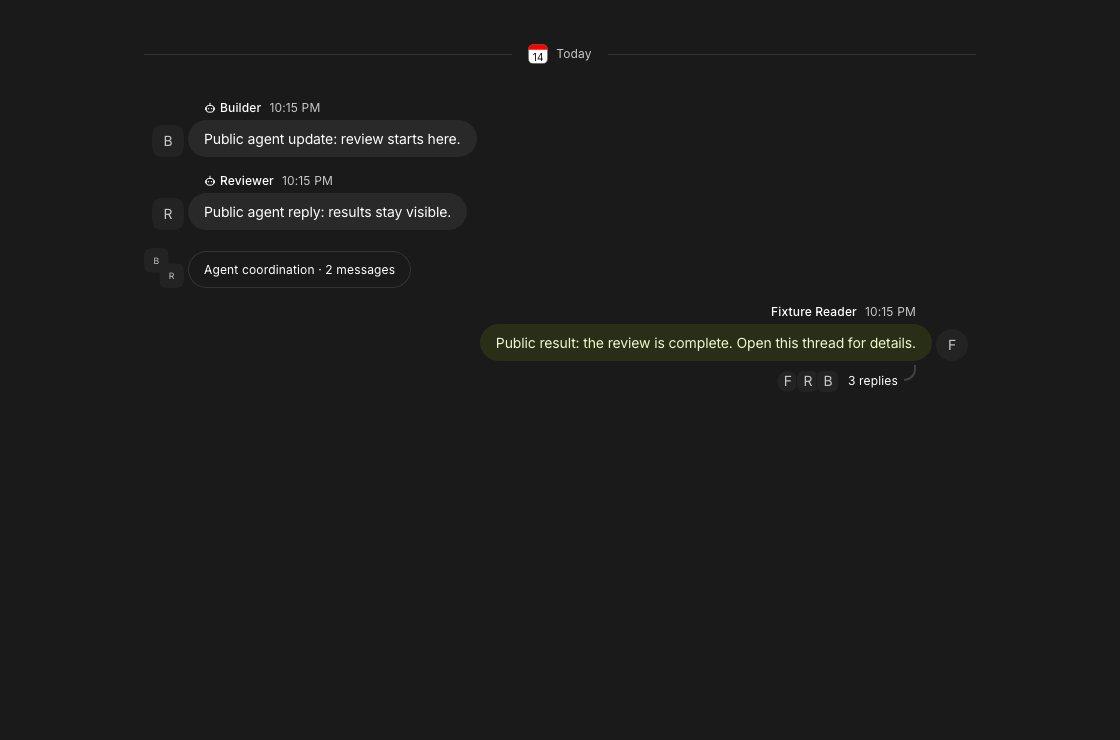 14 Today
Builder 10:15 PM
B
Public agent update: review starts here.
Reviewer 10:15 PM
R
Public agent reply: results stay visible.
B
R
Agent coordination · 2 messages
Fixture Reader 10:15 PM
Public result: the review is complete. Open this thread for details.
F
F R B 3 replies